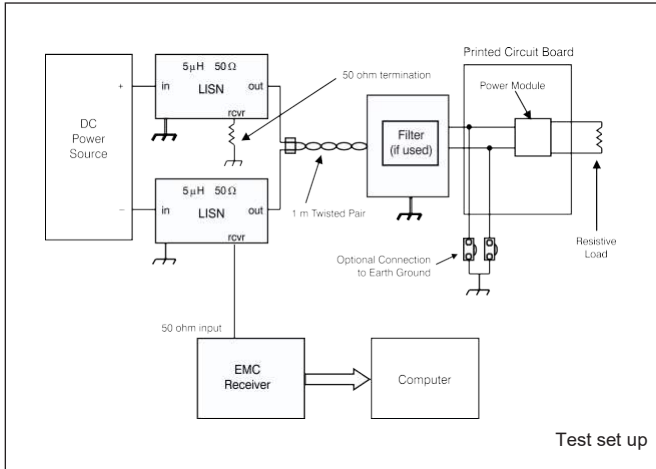 Printed Circuit Board
5µH 50Ω
50 ohm termination
Power Module
+
in
LISN
out
rcvr
DC
Power
Source
Filter
(if used)
5µH 50Ω
–
in
LISN
out
rcvr
1 m Twisted Pair
Optional Connection
to Earth Ground
Resistive
Load
50 ohm input
EMC
Receiver
Computer
Test set up